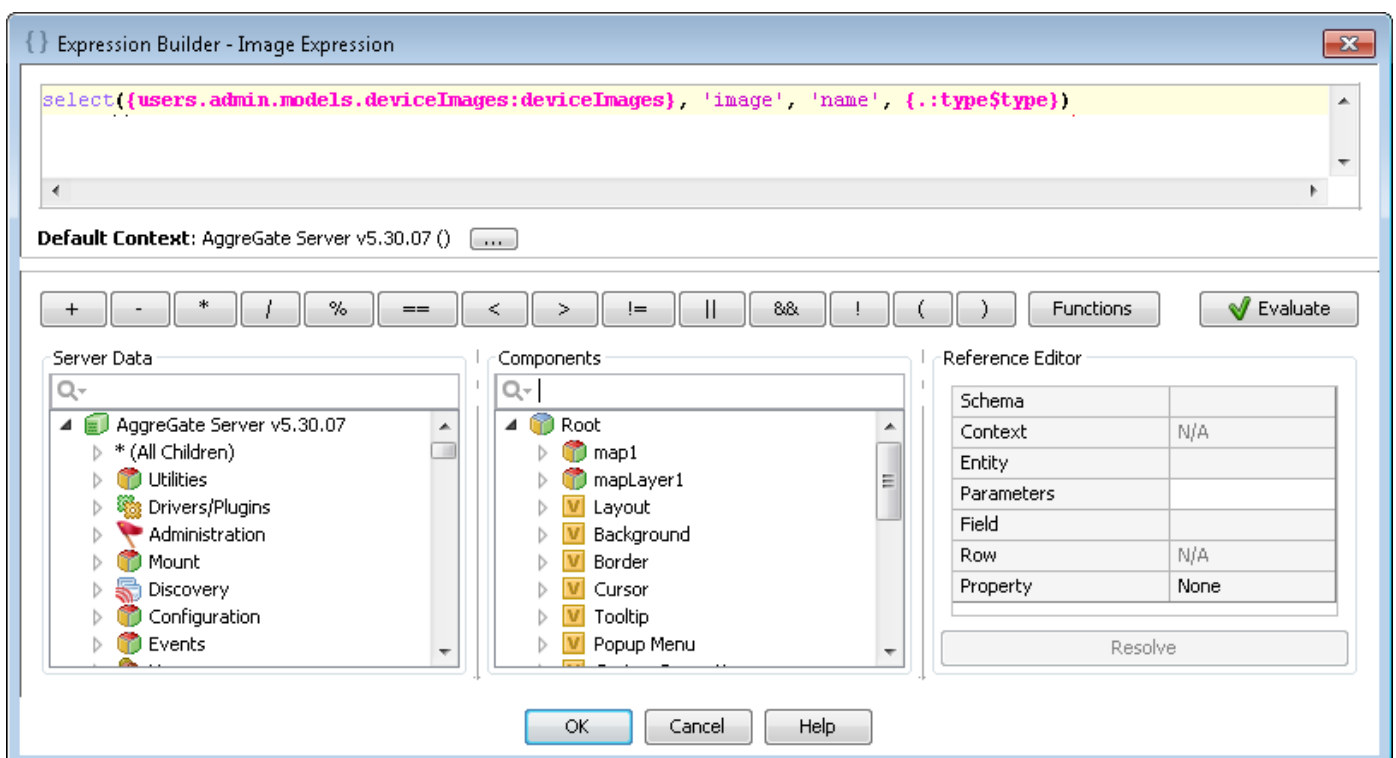 {} Expression Builder - Image Expression
select({users.admin.models.deviceImages:deviceImages}, 'image', 'name', {.:type$type})
Default Context: AggreGate Server v5.30.07 () ...
+ - * / % == < > != || && ! ( ) Functions Evaluate
Server Data
AggreGate Server v5.30.07
* (All Children)
Utilities
Drivers/Plugins
Administration
Mount
Discovery
Configuration
Events
Components
Root
map1
mapLayer1
V Layout
V Background
V Border
V Cursor
V Tooltip
V Popup Menu
Reference Editor
Schema
Context N/A
Entity
Parameters
Field
Row N/A
Property None
Resolve
OK Cancel Help